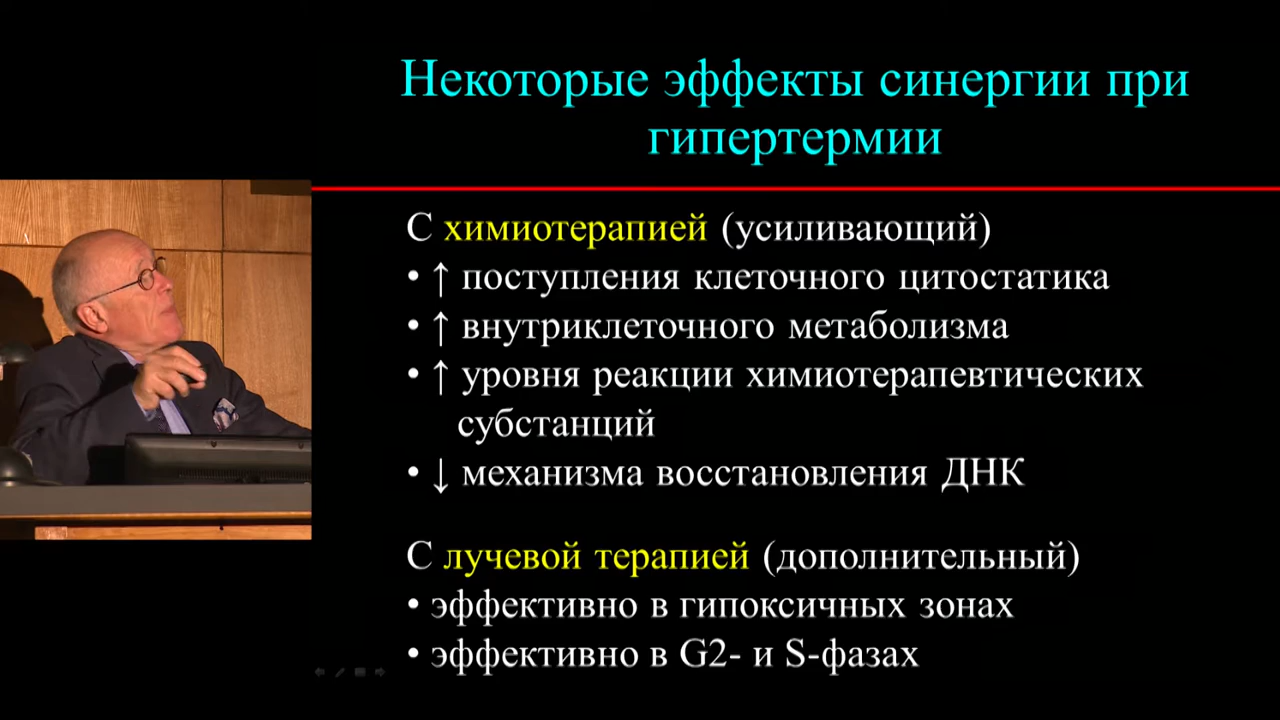 Некоторые эффекты синергии при
гипертермии
С химиотерапией (усиливающий)
• ↑ поступления клеточного цитостатика
• ↑ внутриклеточного метаболизма
• ↑ уровня реакции химиотерапевтических
субстанций
• ↓ механизма восстановления ДНК
С лучевой терапией (дополнительный)
• эффективно в гипоксичных зонах
• эффективно в G2- и S-фазах